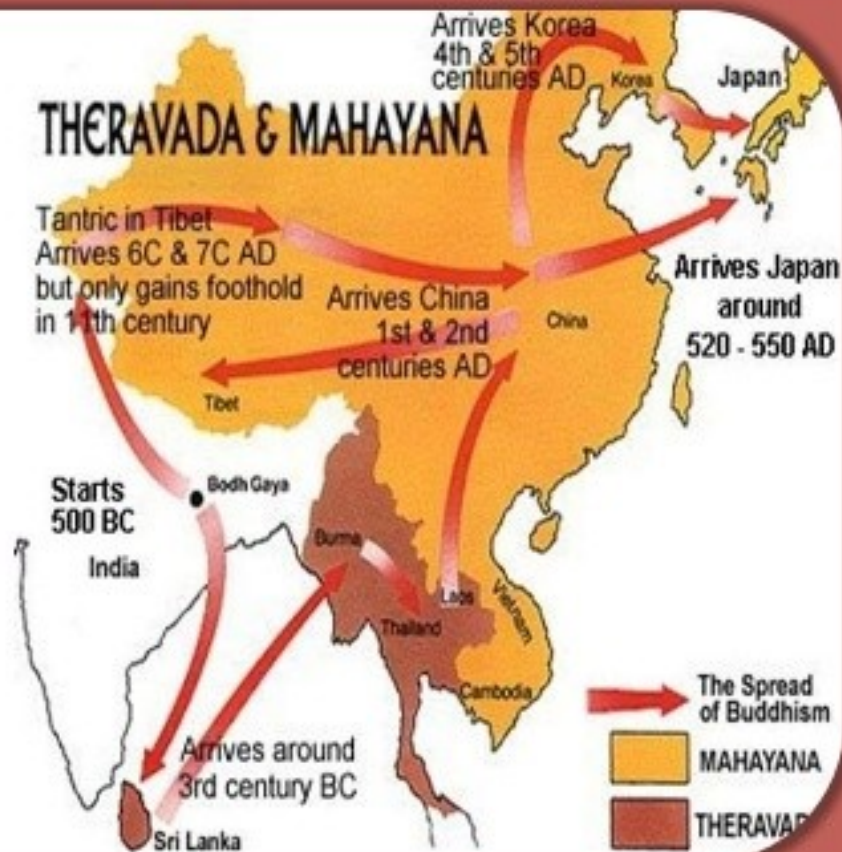 Arrives Korea
4th & 5th
centuries AD
Korea
Japan
THERAVADA & MAHAYANA
Tantric in Tibet
Arrives 6C & 7C AD
but only gains foothold
in 11th century
Arrives China
1st & 2nd
centuries AD
China
Arrives Japan
around
520 - 550 AD
Tibet
Starts
500 BC
Bodh Gaya
India
Burma
Laos
Thailand
Vietnam
Cambodia
Arrives around
3rd century BC
Sri Lanka
The Spread
of Buddhism
MAHAYANA